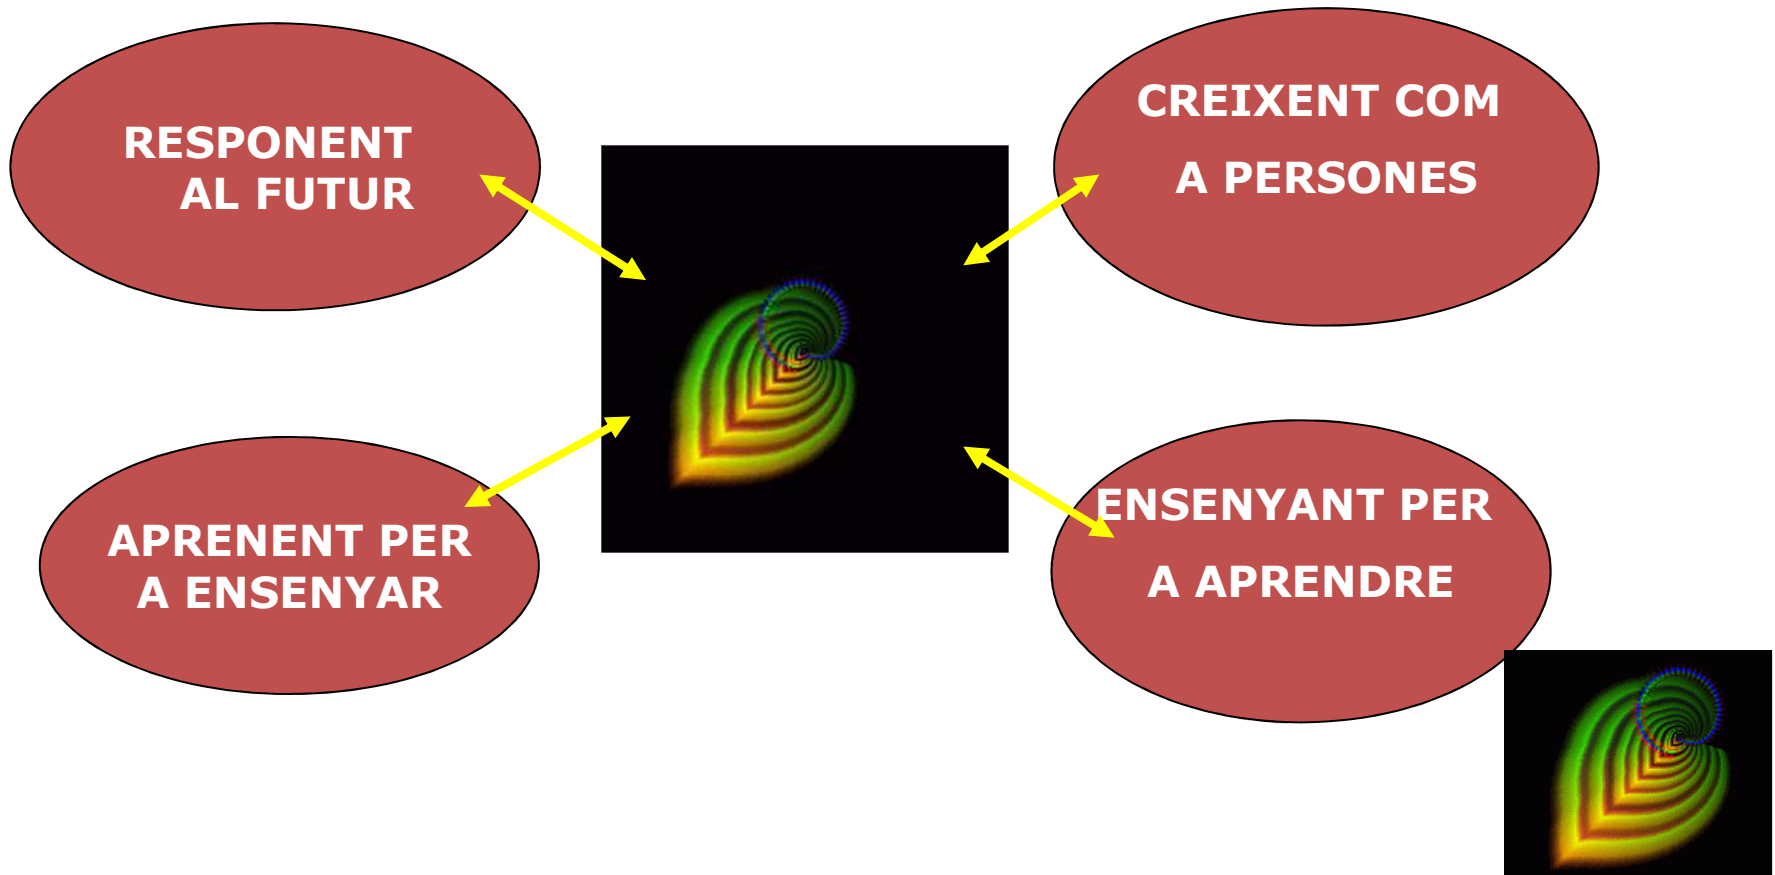 RESPONENT
AL FUTUR
CREIXENT COM
A PERSONES
APRENENT PER
A ENSENYAR
ENSENYANT PER
A APRENDRE